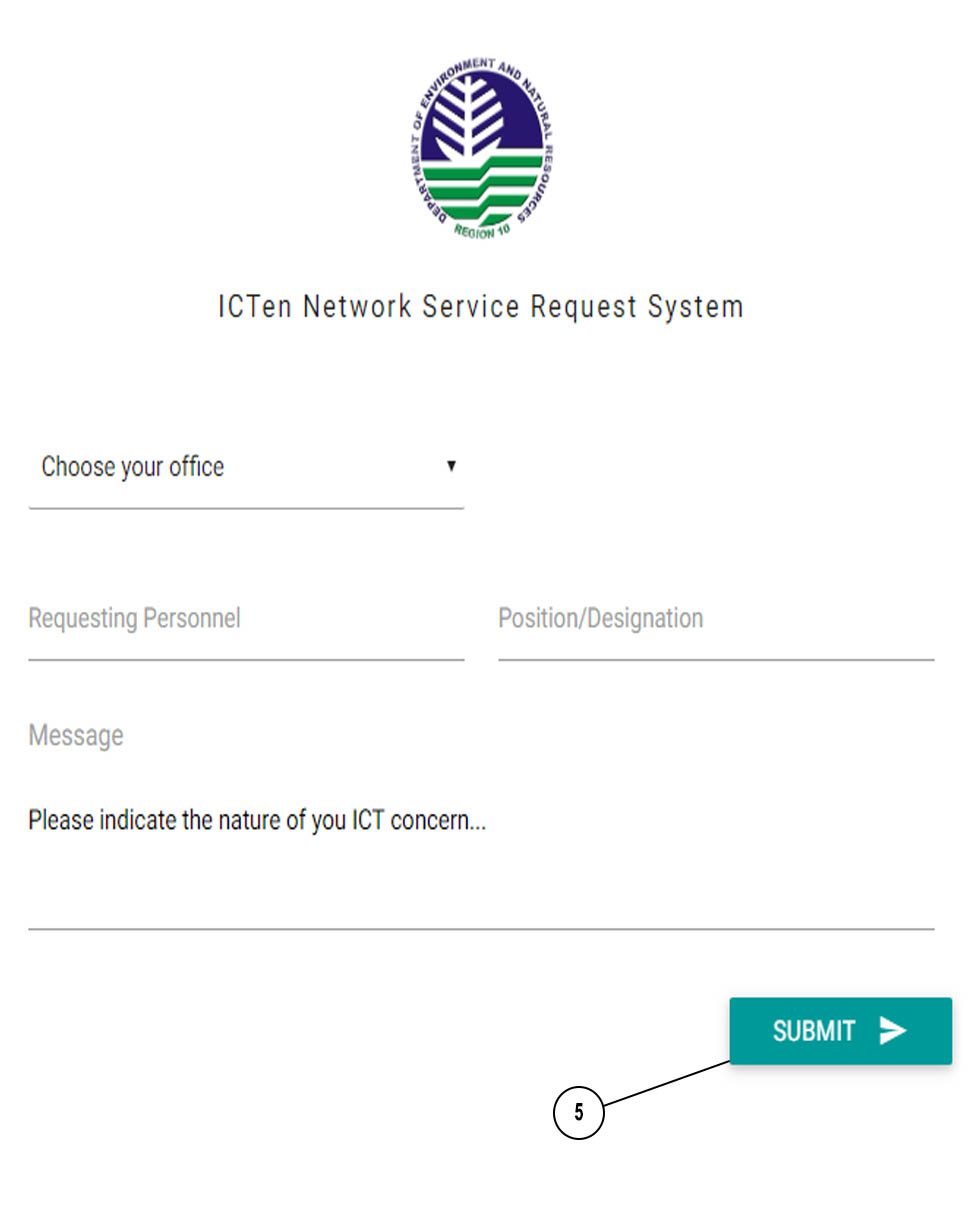 DEPARTMENT OF ENVIRONMENT AND NATURAL RESOURCES
REGION 10
ICTen Network Service Request System
Choose your office
Requesting Personnel
Position/Designation
Message
Please indicate the nature of you ICT concern...
SUBMIT
5